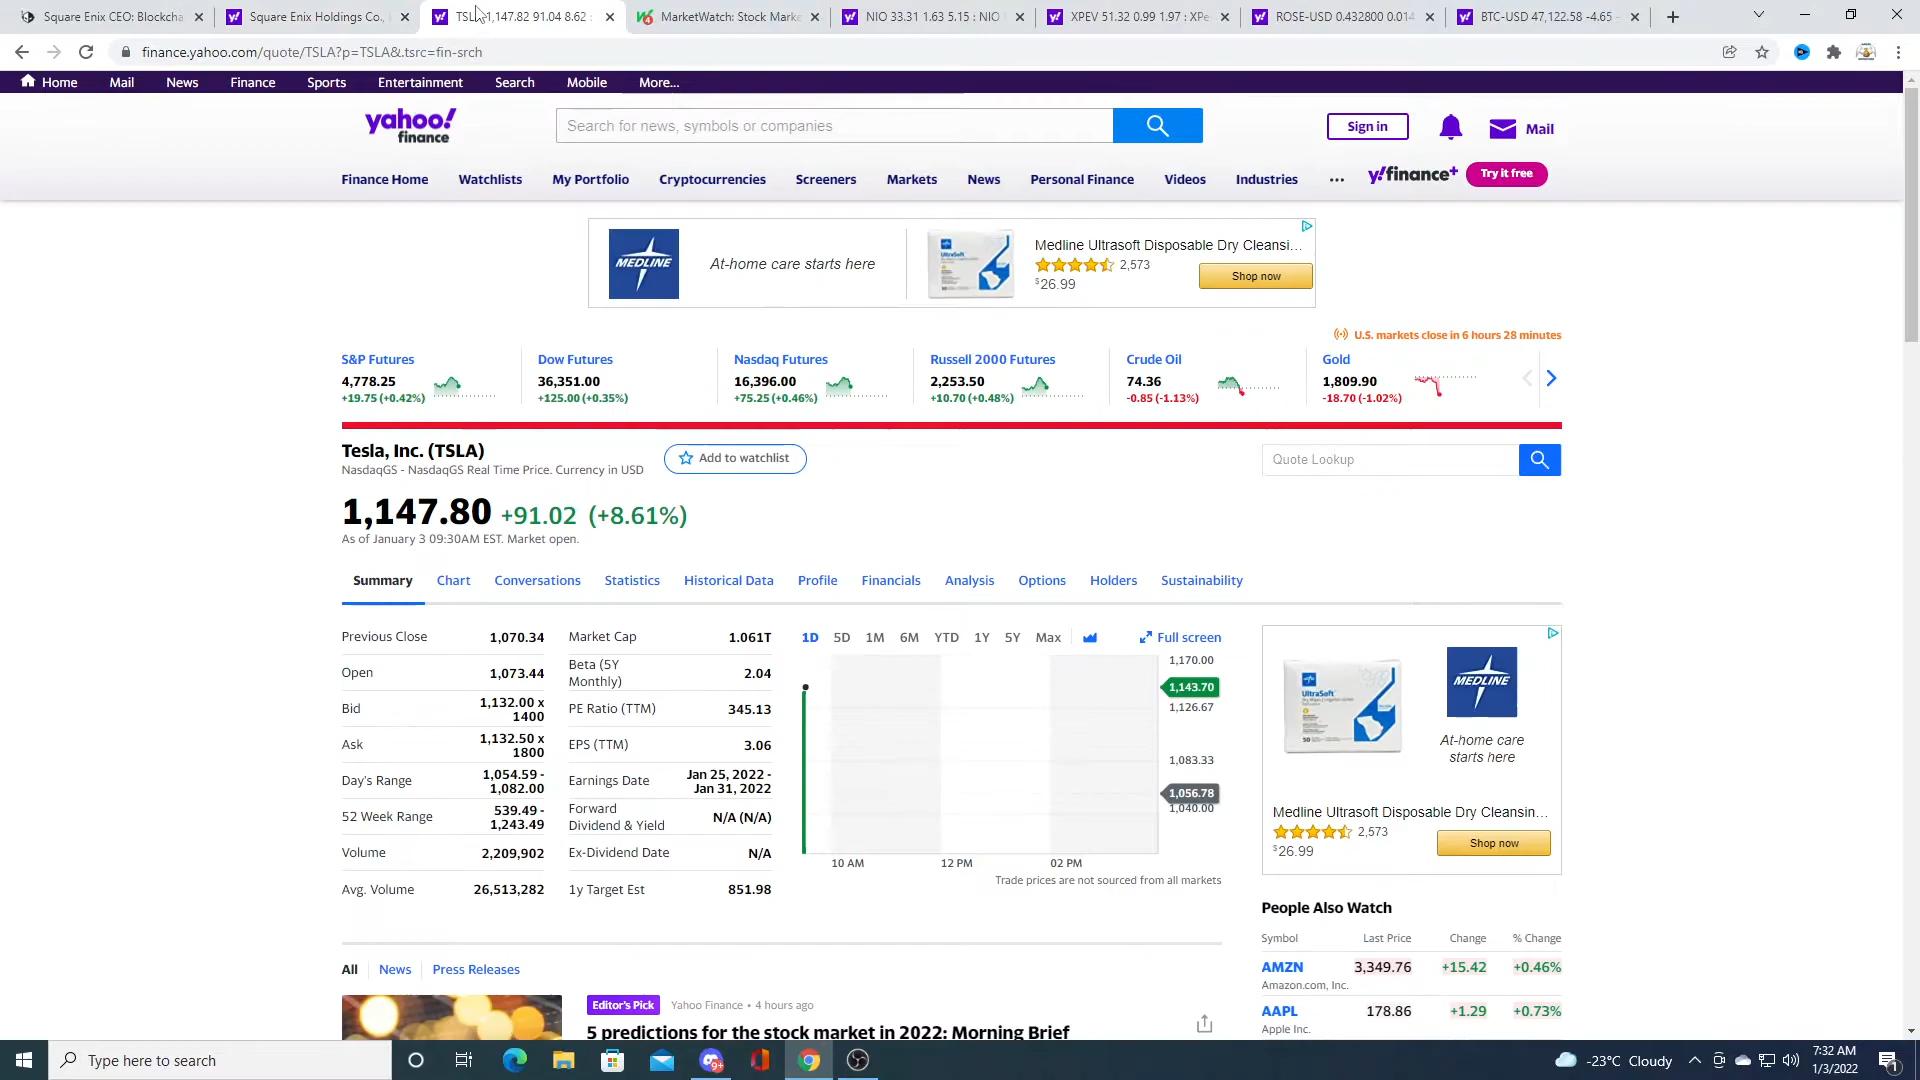 Square Enix CEO: Blockcha
Square Enix Holdings Co.,
TSLA 1,147.82 91.04 8.62 :
MarketWatch: Stock Marke
NIO 33.31 1.63 5.15 : NIO
XPEV 51.32 0.99 1.97 : XPe
ROSE-USD 0.432800 0.014
BTC-USD 47,122.58 -4.65
finance.yahoo.com/quote/TSLA?p=TSLA&.tsrc=fin-srch
Home Mail News Finance Sports Entertainment Search Mobile More...
yahoo!
finance
Search for news, symbols or companies
Sign in
Mail
Finance Home Watchlists My Portfolio Cryptocurrencies Screeners Markets News Personal Finance Videos Industries ... y!finance+ Try it free
MEDLINE
At-home care starts here
Medline Ultrasoft Disposable Dry Cleansi...
2,573
$26.99
Shop now
U.S. markets close in 6 hours 28 minutes
S&P Futures
4,778.25
+19.75 (+0.42%)
Dow Futures
36,351.00
+125.00 (+0.35%)
Nasdaq Futures
16,396.00
+75.25 (+0.46%)
Russell 2000 Futures
2,253.50
+10.70 (+0.48%)
Crude Oil
74.36
-0.85 (-1.13%)
Gold
1,809.90
-18.70 (-1.02%)
Tesla, Inc. (TSLA)
NasdaqGS - NasdaqGS Real Time Price. Currency in USD
Add to watchlist
Quote Lookup
1,147.80 +91.02 (+8.61%)
As of January 3 09:30AM EST. Market open.
Summary Chart Conversations Statistics Historical Data Profile Financials Analysis Options Holders Sustainability
Previous Close 1,070.34
Open 1,073.44
Bid 1,132.00 x
1400
Ask 1,132.50 x
1800
Day's Range 1,054.59 -
1,082.00
52 Week Range 539.49 -
1,243.49
Volume 2,209,902
Avg. Volume 26,513,282
Market Cap 1.061T
Beta (5Y
Monthly) 2.04
PE Ratio (TTM) 345.13
EPS (TTM) 3.06
Earnings Date Jan 25, 2022 -
Jan 31, 2022
Forward
Dividend & Yield N/A (N/A)
Ex-Dividend Date N/A
1y Target Est 851.98
1D 5D 1M 6M YTD 1Y 5Y Max
Full screen
1,170.00
1,143.70
1,126.67
1,083.33
1,056.78
1,040.00
10 AM 12 PM 02 PM
Trade prices are not sourced from all markets
UltraSoft
MEDLINE
At-home care
starts here
Medline Ultrasoft Disposable Dry Cleansin...
2,573
$26.99
Shop now
People Also Watch
Symbol Last Price Change % Change
AMZN 3,349.76 +15.42 +0.46%
Amazon.com, Inc.
AAPL 178.86 +1.29 +0.73%
Apple Inc.
All News Press Releases
Editor's Pick Yahoo Finance • 4 hours ago
5 predictions for the stock market in 2022: Morning Brief
Type here to search
9+
-23°C Cloudy
7:32 AM
1/3/2022
1